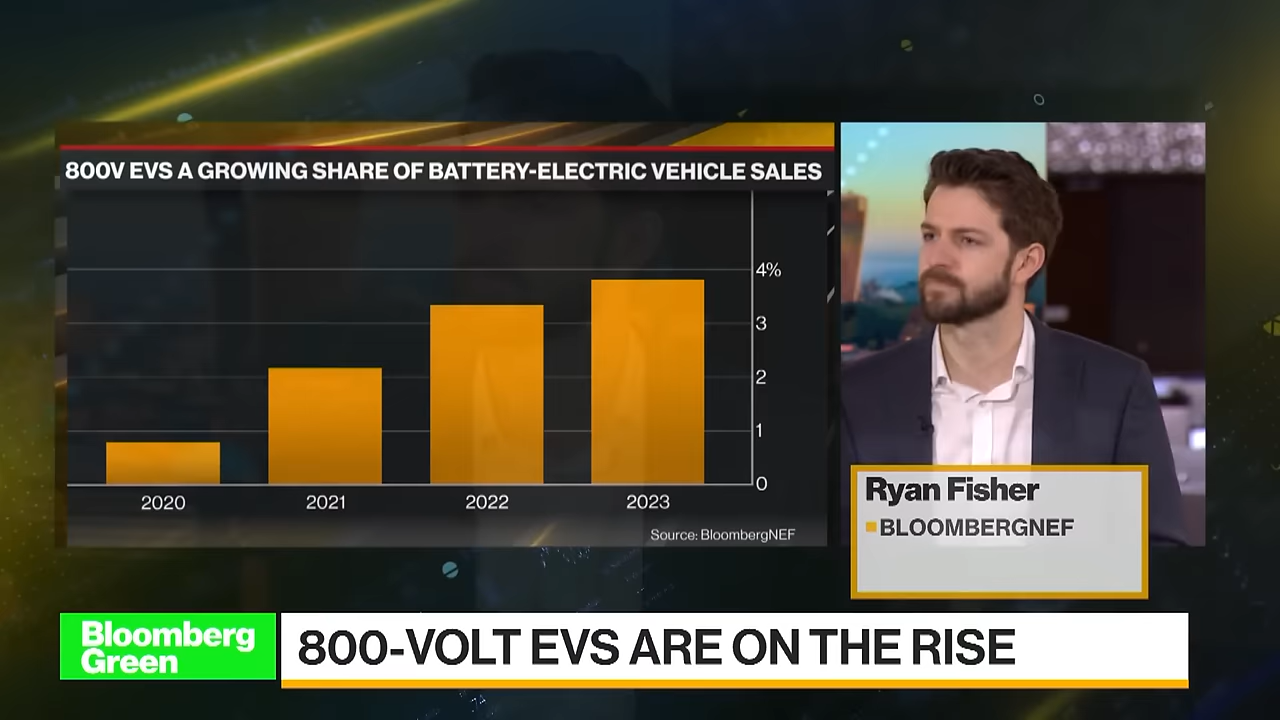 800V EVS A GROWING SHARE OF BATTERY-ELECTRIC VEHICLE SALES
4%
3
2
1
0
2020 2021 2022 2023
Source: BloombergNEF
Ryan Fisher
BLOOMBERGNEF
Bloomberg
Green
800-VOLT EVS ARE ON THE RISE